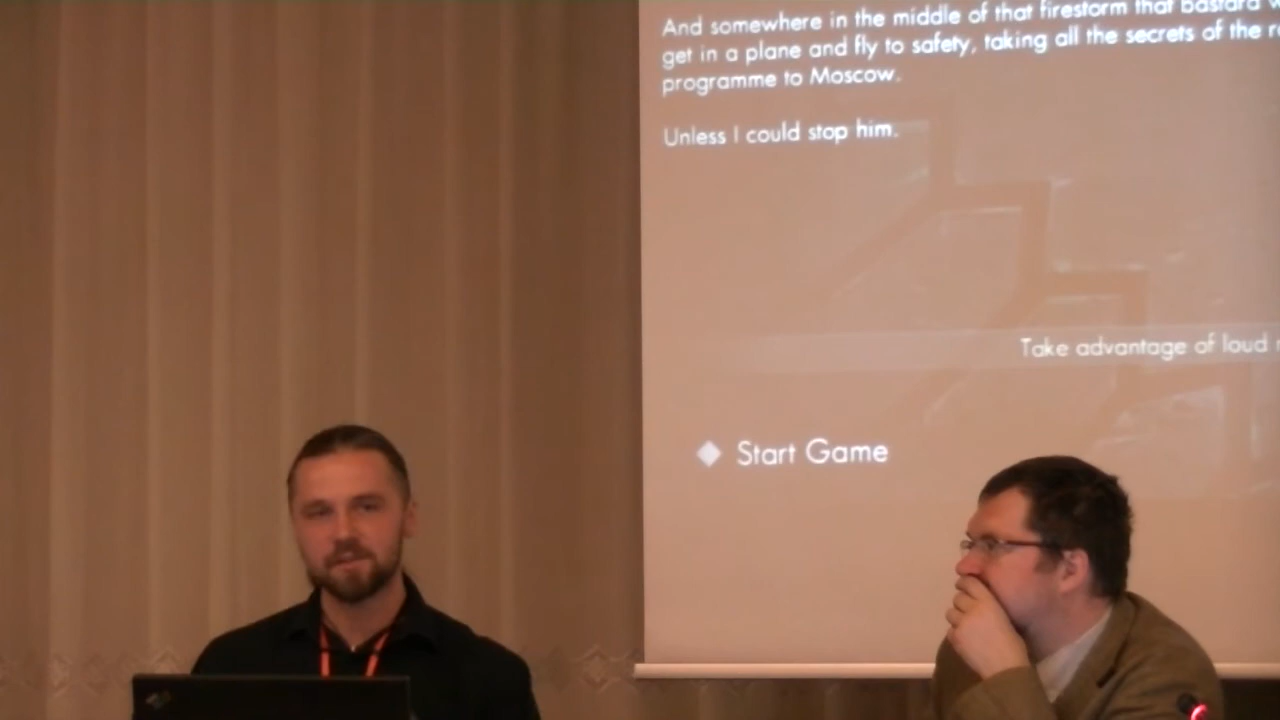 And somewhere in the middle of that firestorm that bastard
get in a plane and fly to safety, taking all the secrets of the
programme to Moscow.
Unless I could stop him.
Take advantage of loud
Start Game